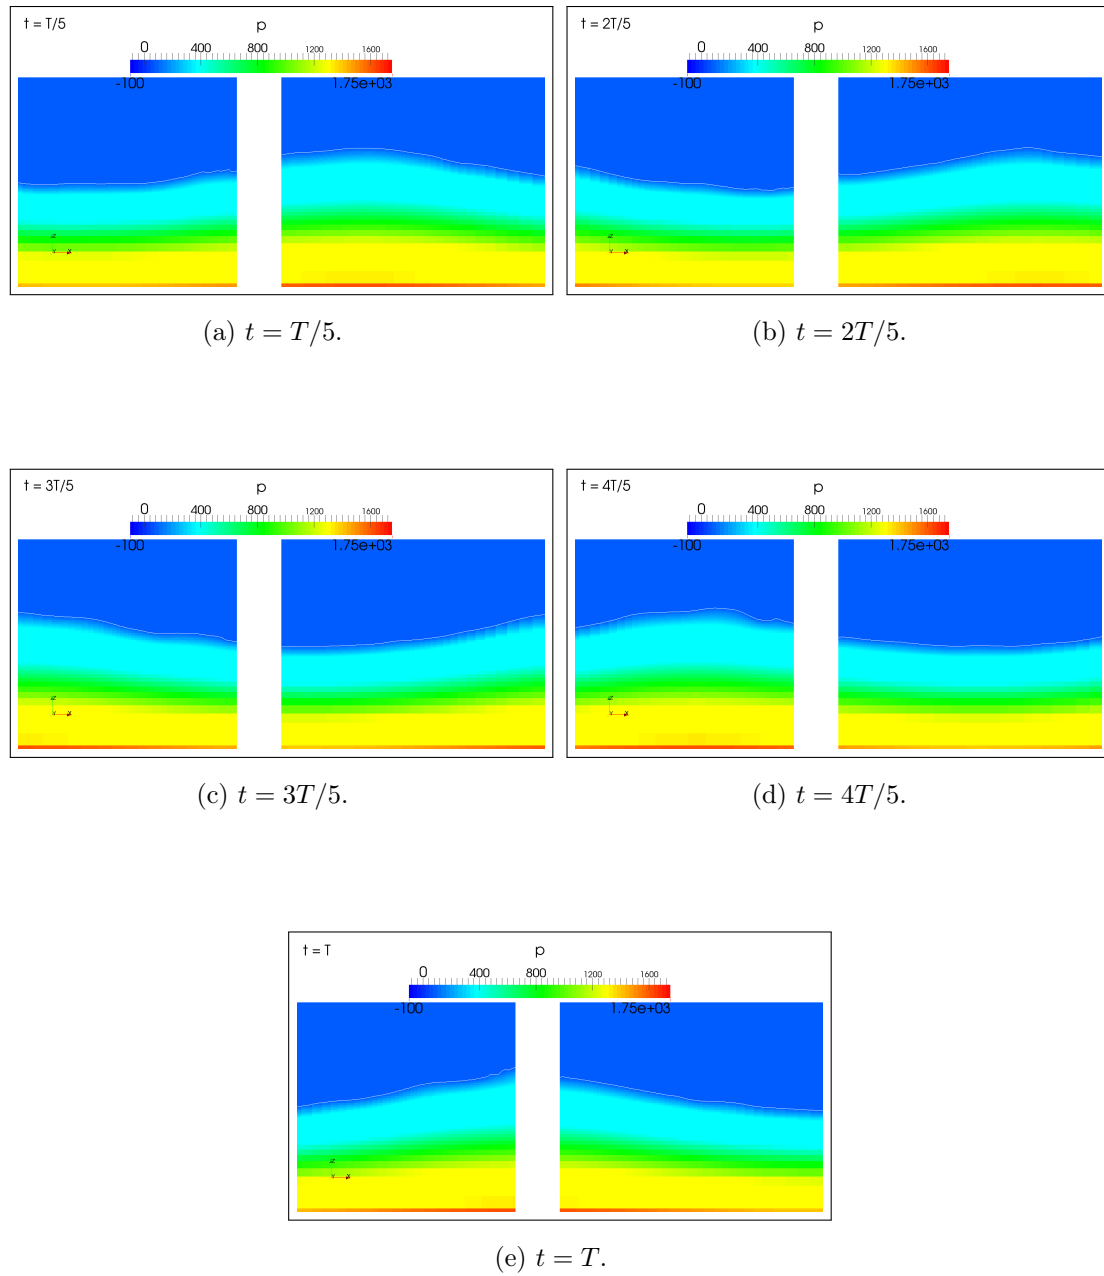 t = T/5
p
0 400 800 1200 1600
-100 1.75e+03
(a) t = T/5.
t = 2T/5
p
0 400 800 1200 1600
-100 1.75e+03
(b) t = 2T/5.
t = 3T/5
p
0 400 800 1200 1600
-100 1.75e+03
(c) t = 3T/5.
t = 4T/5
p
0 400 800 1200 1600
-100 1.75e+03
(d) t = 4T/5.
t = T
p
0 400 800 1200 1600
-100 1.75e+03
(e) t = T.